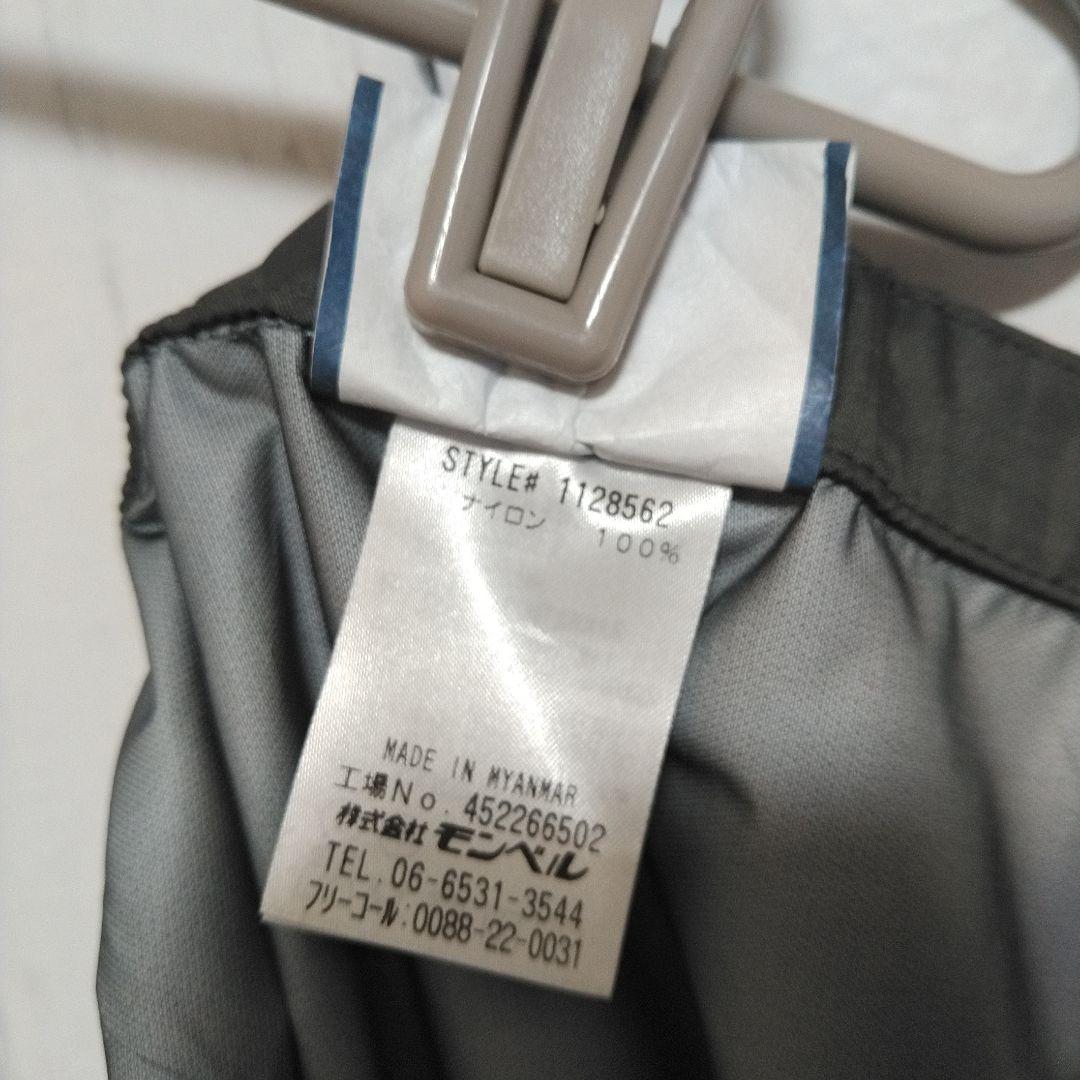 STYLE# 1128562
ナイロン 100%
MADE IN MYANMAR
工場No. 452266502
株式会社 モンベル
TEL. 06-6531-3544
フリーコール:0088-22-0031